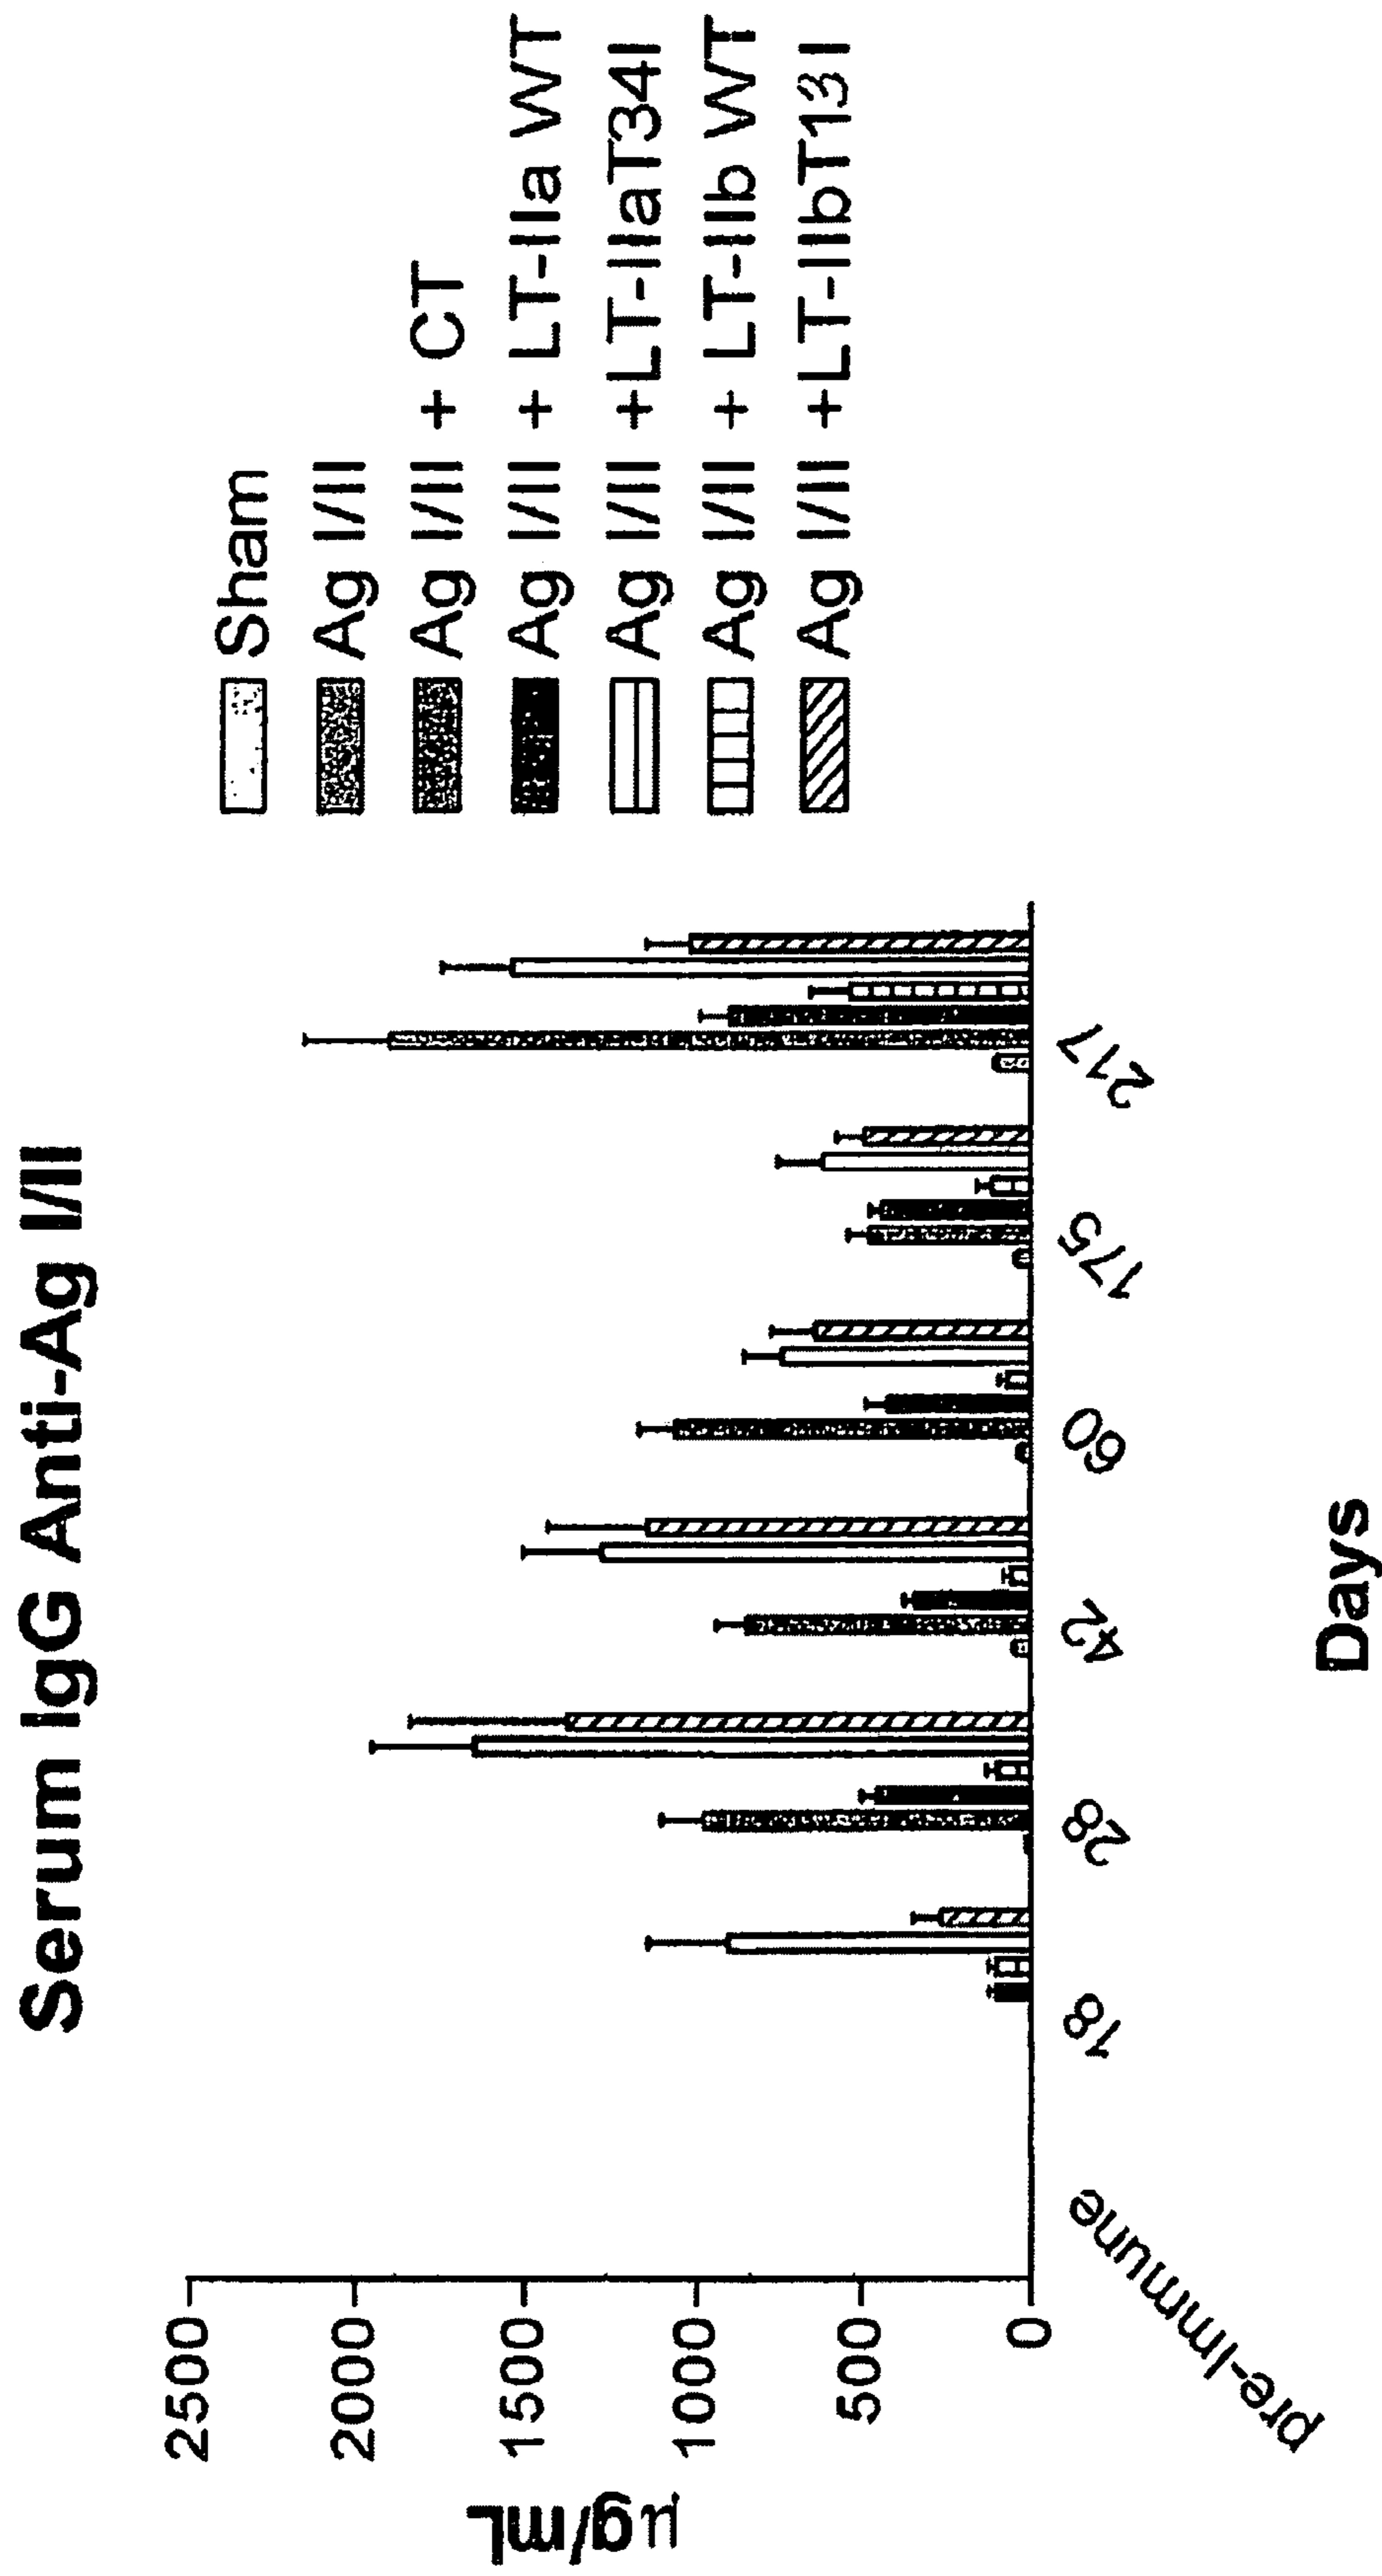 Serum IgG Anti-Ag I/II
µg/mL
2500
2000
1500
1000
500
0
pre-Immune
18
28
42
60
175
217
Days
Sham
Ag I/II
Ag I/II + CT
Ag I/II + LT-IIa WT
Ag I/II +LT-IIaT34I
Ag I/II + LT-IIb WT
Ag I/II +LT-IIbT13I